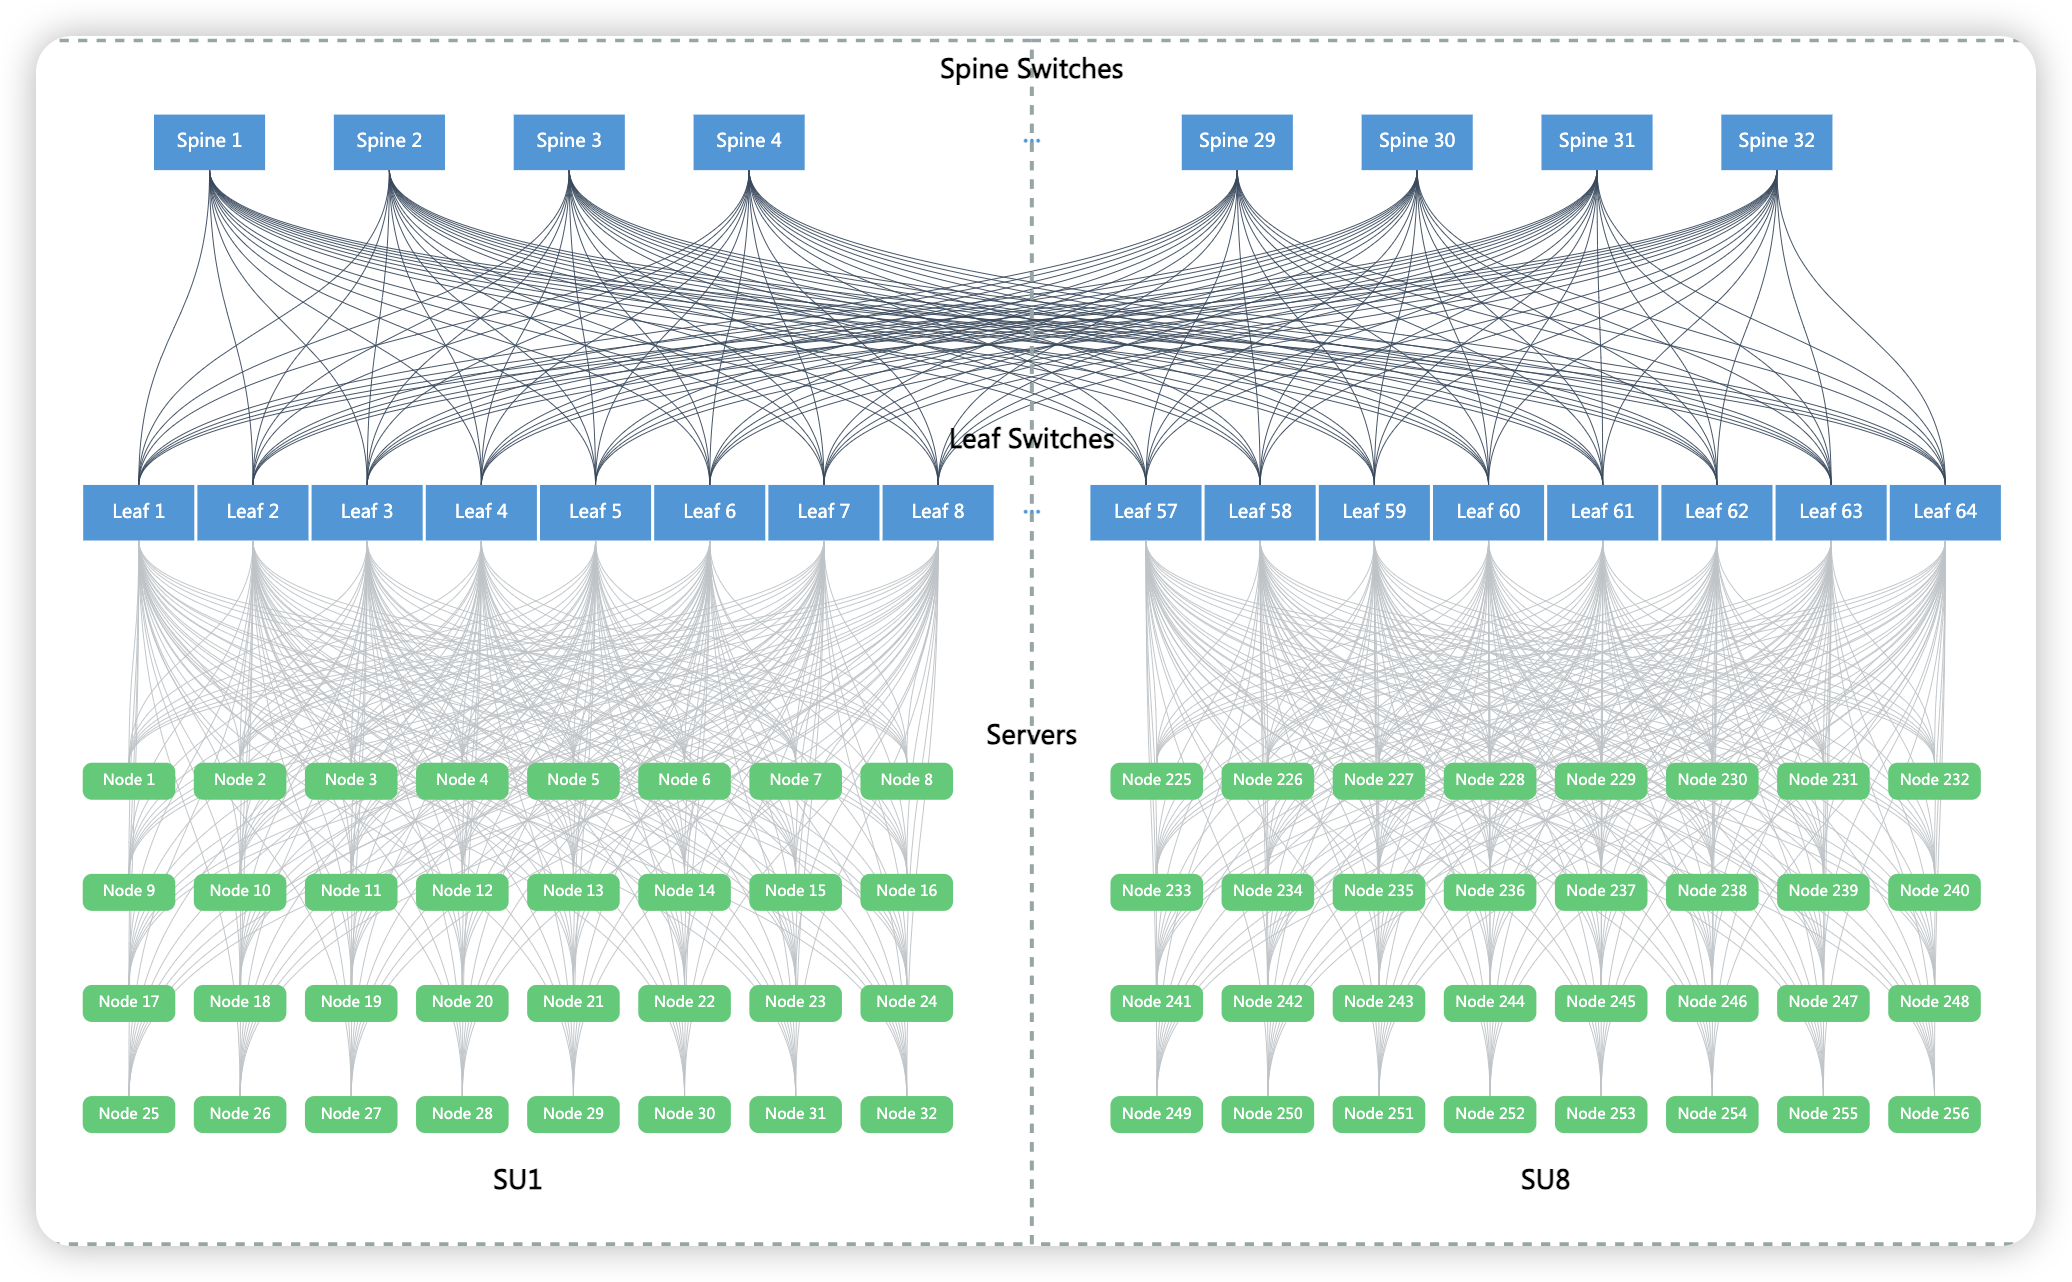 Spine Switches
Spine 1 Spine 2 Spine 3 Spine 4 ... Spine 29 Spine 30 Spine 31 Spine 32
Leaf Switches
Leaf 1 Leaf 2 Leaf 3 Leaf 4 Leaf 5 Leaf 6 Leaf 7 Leaf 8 ... Leaf 57 Leaf 58 Leaf 59 Leaf 60 Leaf 61 Leaf 62 Leaf 63 Leaf 64
Servers
Node 1 Node 2 Node 3 Node 4 Node 5 Node 6 Node 7 Node 8 Node 225 Node 226 Node 227 Node 228 Node 229 Node 230 Node 231 Node 232
Node 9 Node 10 Node 11 Node 12 Node 13 Node 14 Node 15 Node 16 Node 233 Node 234 Node 235 Node 236 Node 237 Node 238 Node 239 Node 240
Node 17 Node 18 Node 19 Node 20 Node 21 Node 22 Node 23 Node 24 Node 241 Node 242 Node 243 Node 244 Node 245 Node 246 Node 247 Node 248
Node 25 Node 26 Node 27 Node 28 Node 29 Node 30 Node 31 Node 32 Node 249 Node 250 Node 251 Node 252 Node 253 Node 254 Node 255 Node 256
SU1 SU8